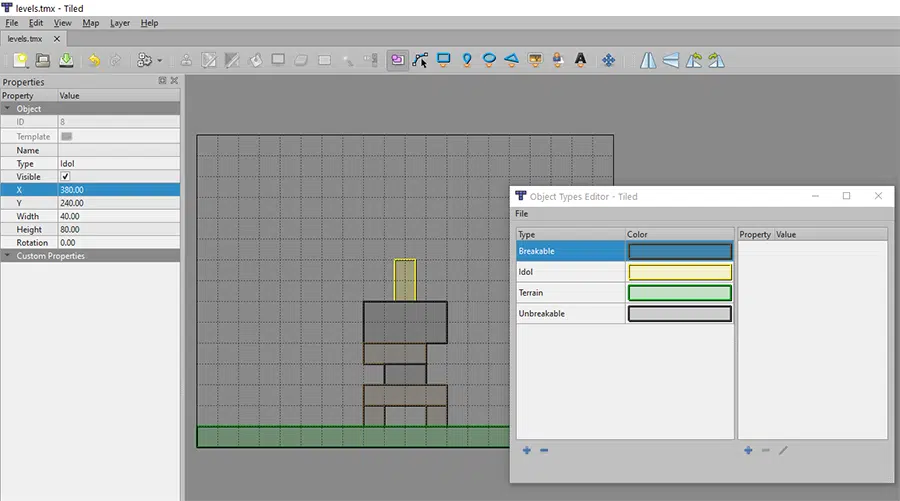 levels.tmx - Tiled
File Edit View Map Layer Help
levels.tmx
A
Properties
Property Value
Object
ID 8
Template
Name
Type Idol
Visible
X 380.00
Y 240.00
Width 40.00
Height 80.00
Rotation 0.00
Custom Properties
Object Types Editor - Tiled
File
Type Color Property Value
Breakable
Idol
Terrain
Unbreakable